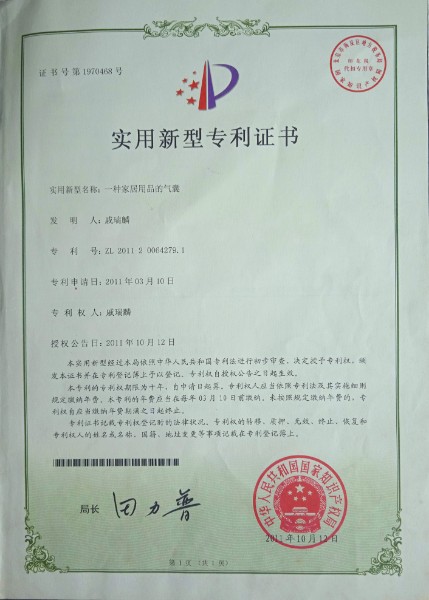 证书号第1970468号
实用新型专利证书
实用新型名称：一种家居用品的气囊
发 明 人：戚瑞麟
专 利 号：ZL 2011 2 0064279.1
专利申请日：2011年03月10日
专 利 权 人：戚瑞麟
授权公告日：2011年10月12日
本实用新型经过本局依照中华人民共和国专利法进行初步审查，决定授予专利权，颁
发本证书并在专利登记簿上予以登记。专利权自授权公告之日起生效。
本专利的专利权期限为十年，自申请日起算。专利权人应当依照专利法及其实施细则
规定缴纳年费。本专利的年费应当在每年03月10日前缴纳。未按照规定缴纳年费的，专
利权自应当缴纳年费期满之日起终止。
专利证书记载专利权登记时的法律状况。专利权的转移、质押、无效、终止、恢复和
专利权人的姓名或名称、国籍、地址变更等事项记载在专利登记簿上。
局长 田力普
中华人民共和国国家知识产权局
2011年10月12日
第1页（共1页）